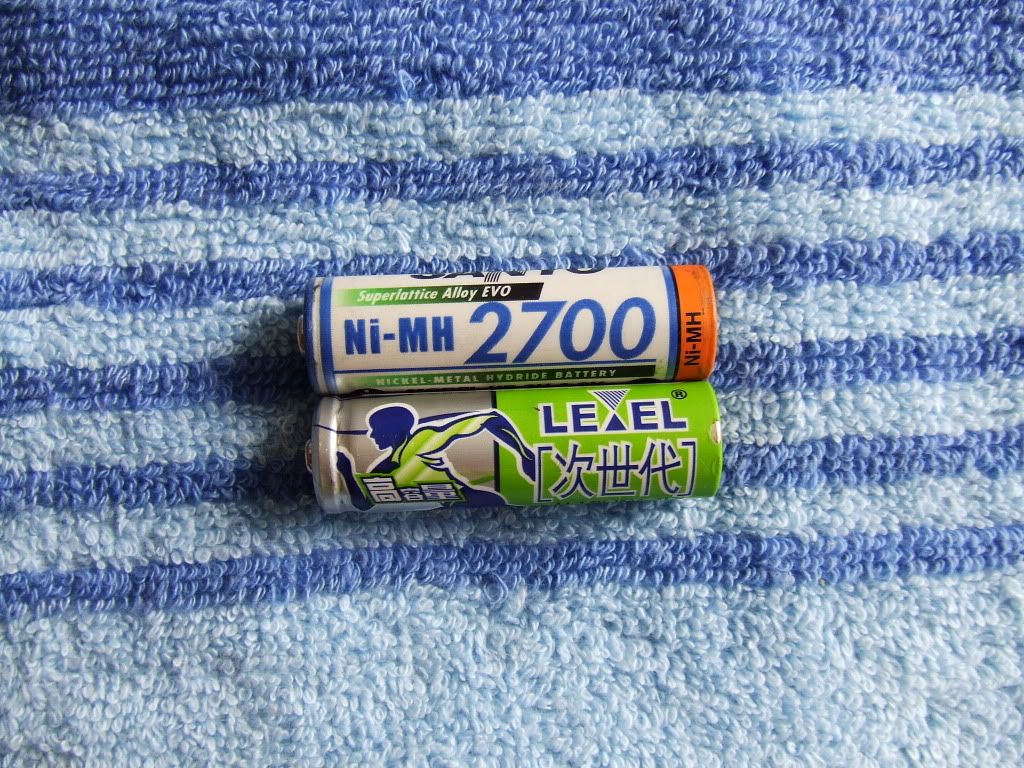 SANYO
Superlattice Alloy EVO
Ni-MH 2700
Ni-MH
NICKEL-METAL HYDRIDE BATTERY
LEXEL®
[次世代]
高容量